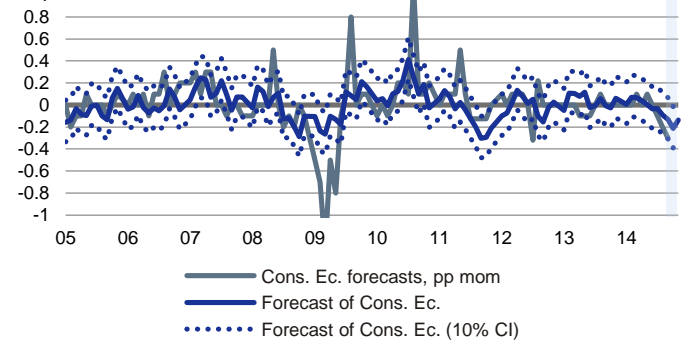 0.8
0.6
0.4
0.2
0
-0.2
-0.4
-0.6
-0.8
-1
05 06 07 08 09 10 11 12 13 14
Cons. Ec. forecasts, pp mom
Forecast of Cons. Ec.
Forecast of Cons. Ec. (10% CI)